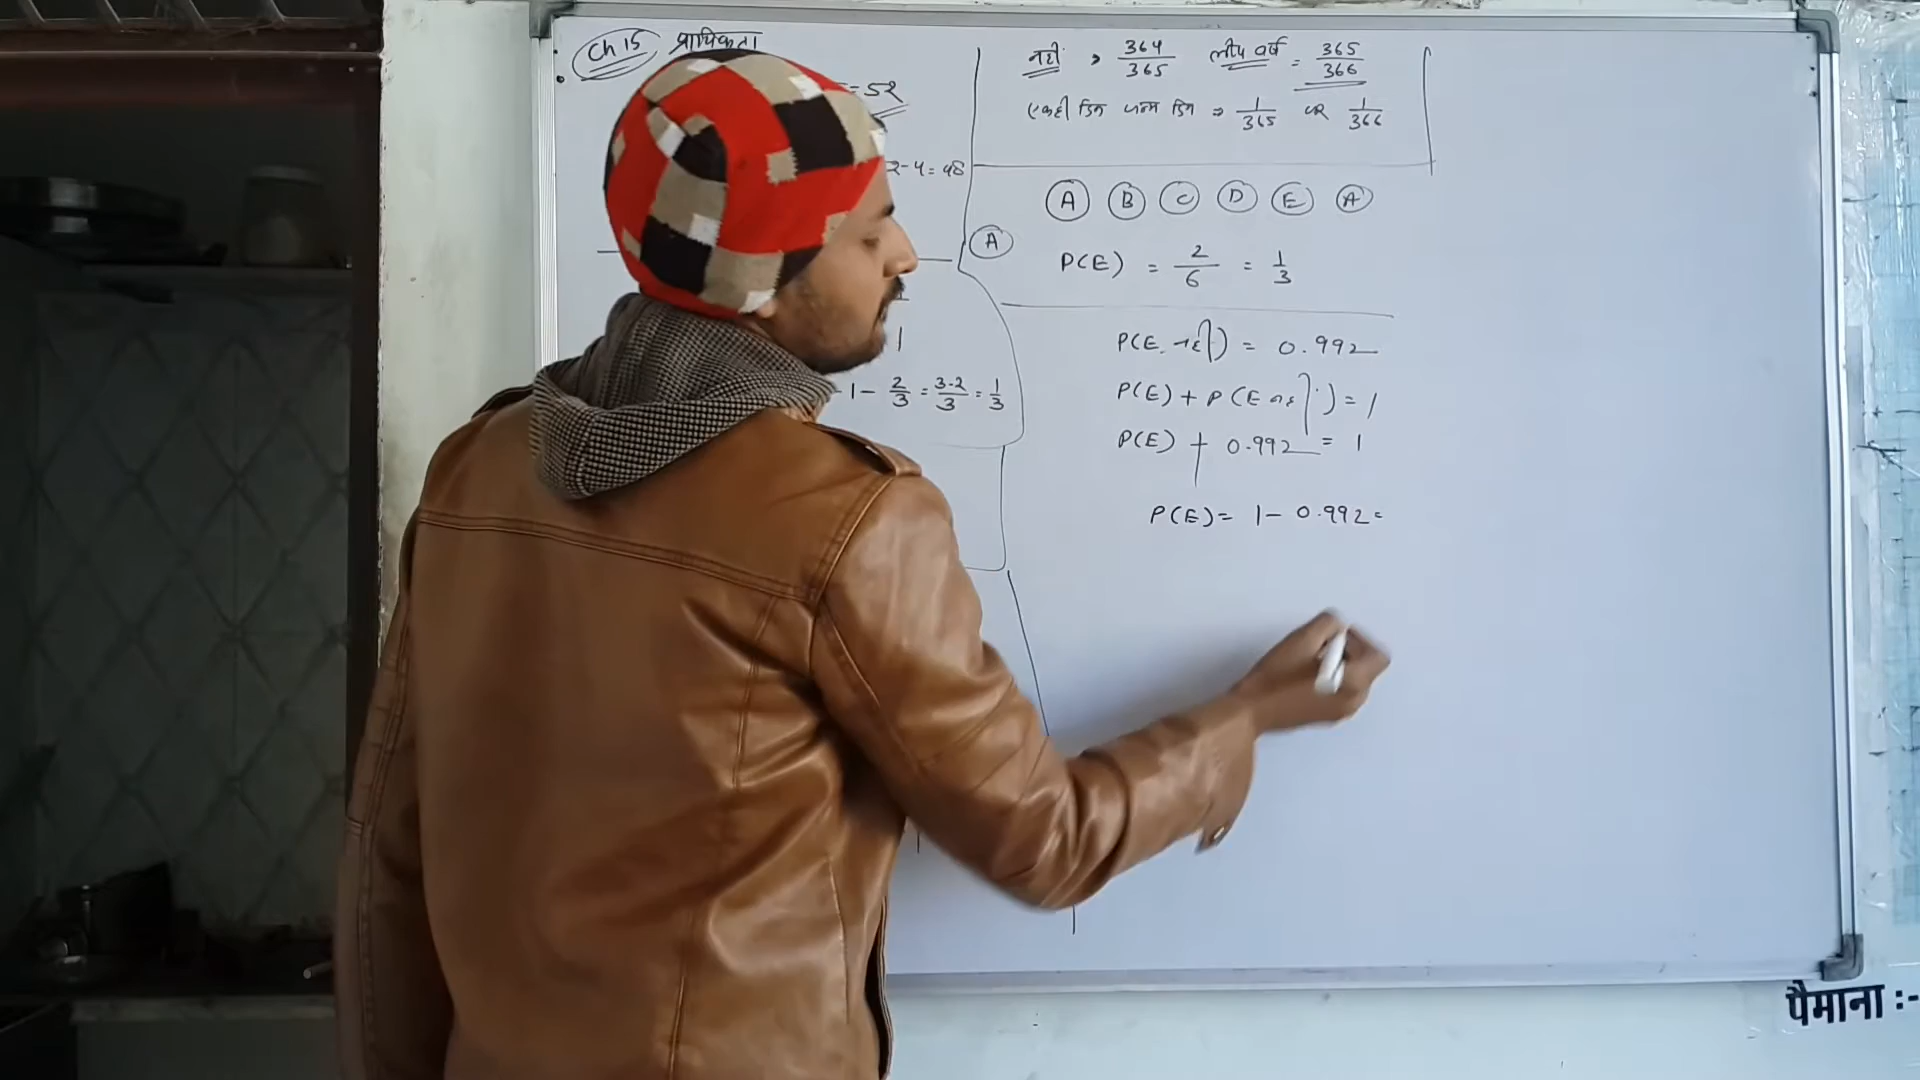 Ch 15 प्रायिकता
= 52
2-4=48
1
- 1 - 2/3 = 3-2/3 = 1/3
नहीं > 364/365 लीप वर्ष = 365/366
एकही दिन जन्म दिन ⇒ 1/365 या 1/366
A B C D E A
A
P(E) = 2/6 = 1/3
P(E नहीं) = 0.992
P(E) + P(E नहीं) = 1
P(E) + 0.992 = 1
P(E) = 1 - 0.992 =
पैमाना :-